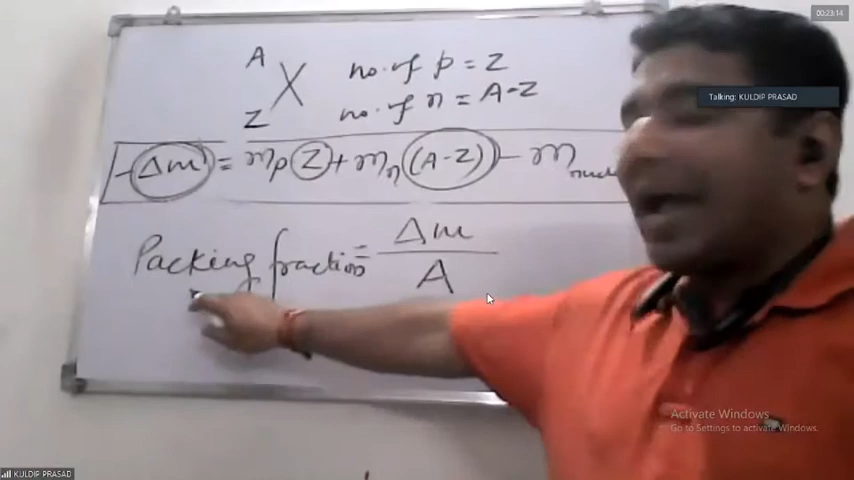 00:23:14
A
X
Z
no. of p = Z
no. of n = A-Z
Talking: KULDIP PRASAD
Δm = mpZ + mn(A-Z) - m
Packing fraction = Δm / A
Activate Windows
Go to Settings to activate Windows.
KULDIP PRASAD